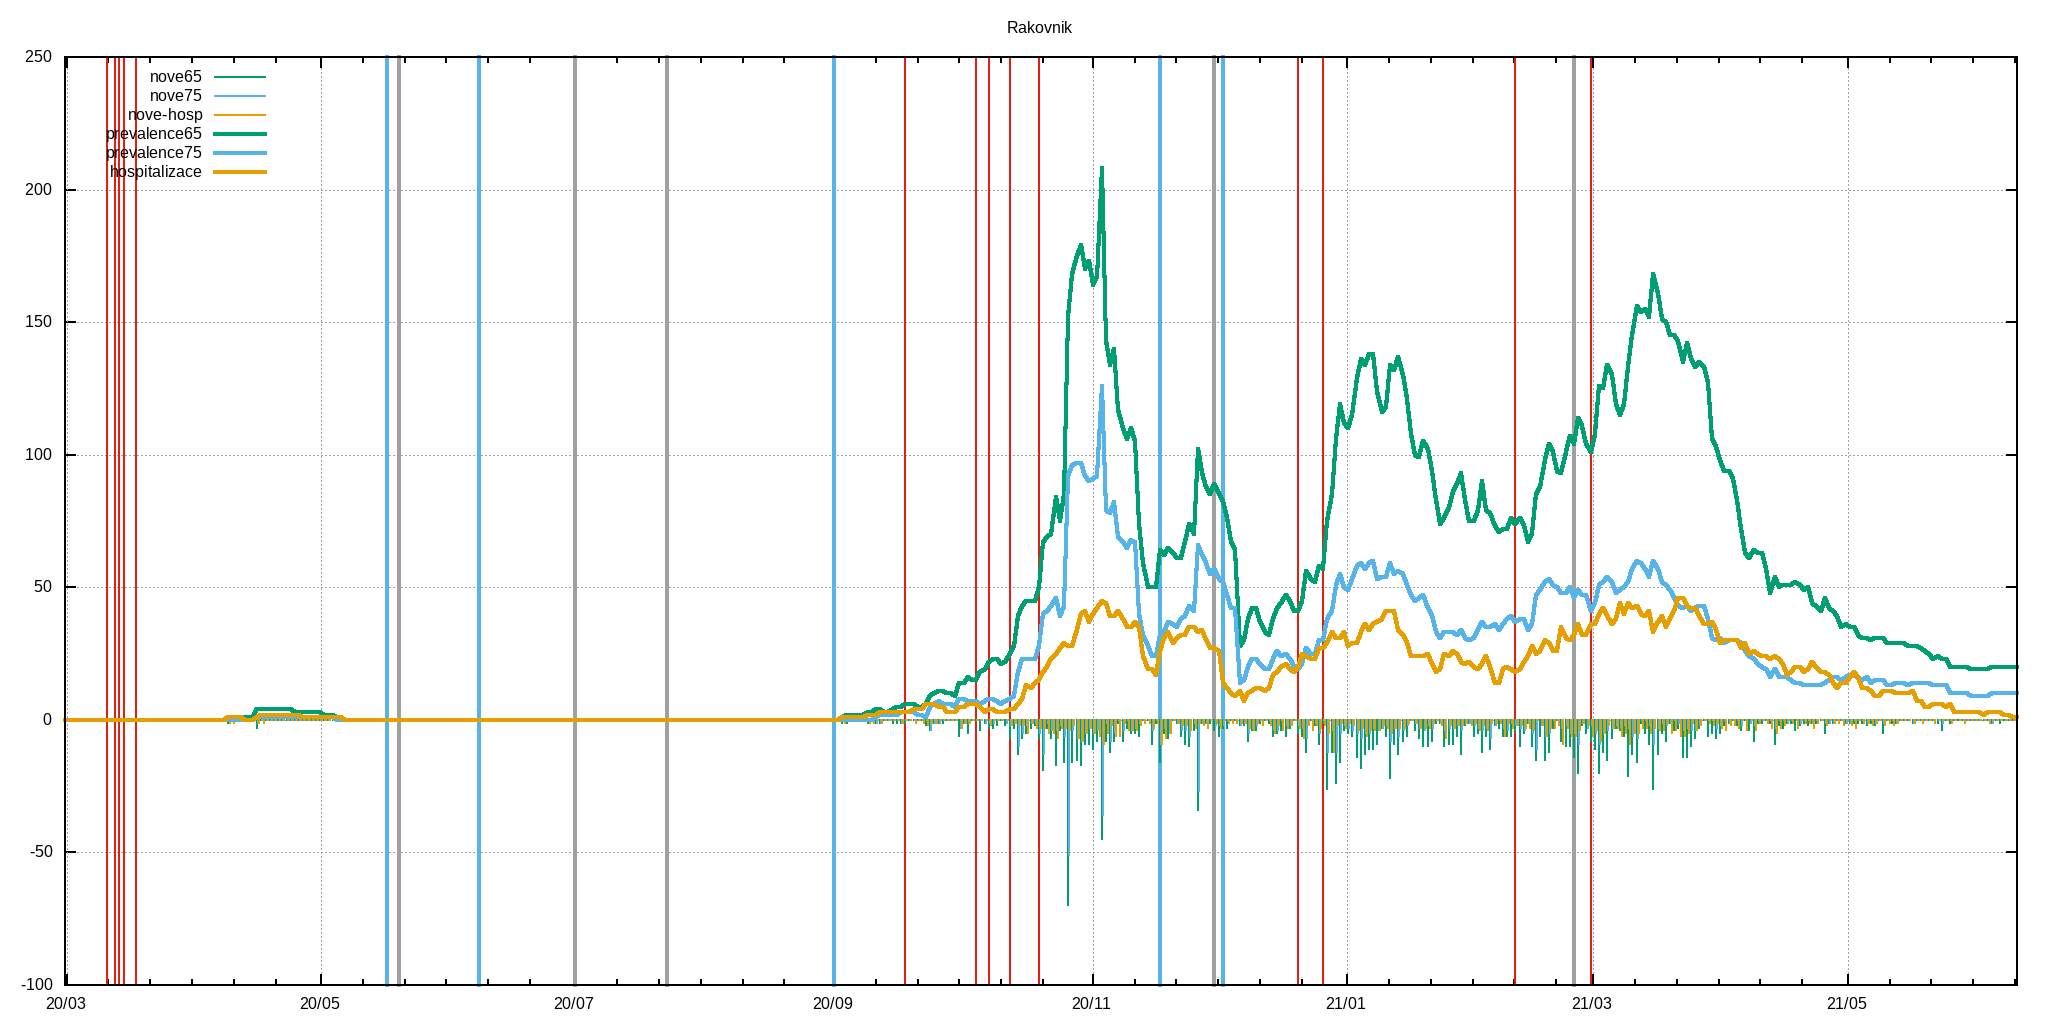 Rakovnik
250
200
150
100
50
0
-50
-100
nove65
nove75
nove-hosp
prevalence65
prevalence75
hospitalizace
20/03 20/05 20/07 20/09 20/11 21/01 21/03 21/05